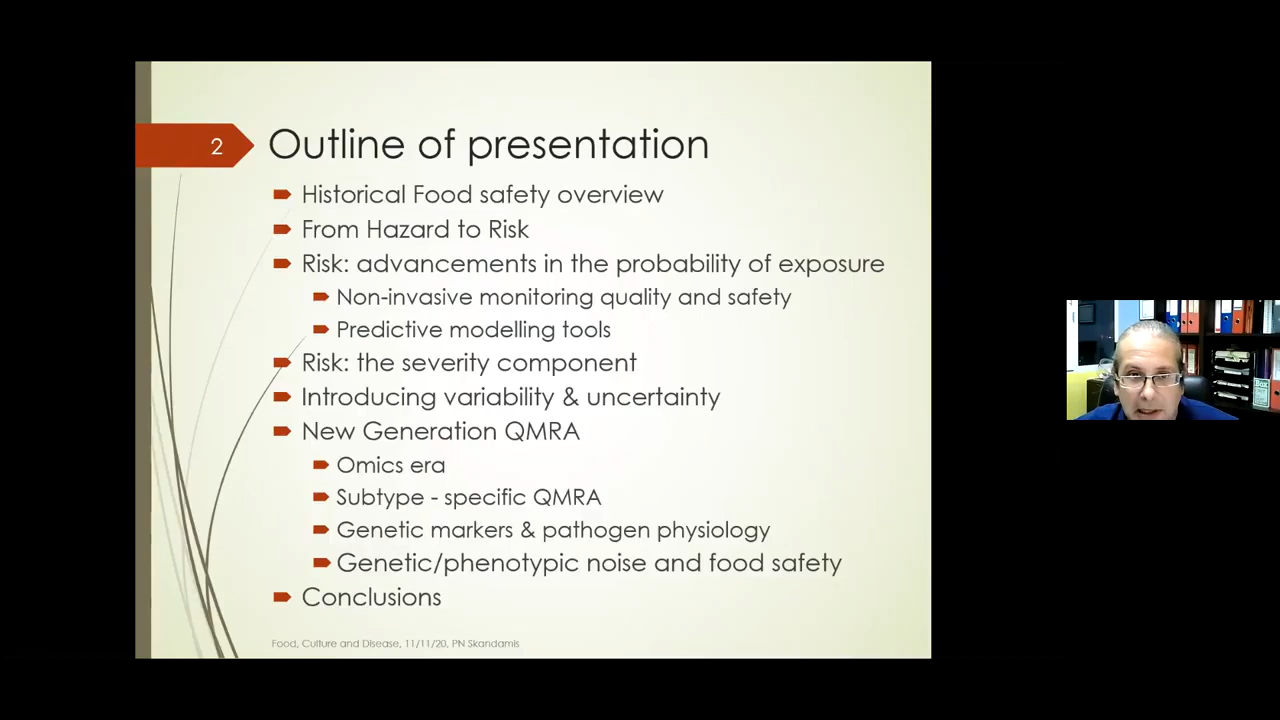 2
Outline of presentation
Historical Food safety overview
From Hazard to Risk
Risk: advancements in the probability of exposure
Non-invasive monitoring quality and safety
Predictive modelling tools
Risk: the severity component
Introducing variability & uncertainty
New Generation QMRA
Omics era
Subtype - specific QMRA
Genetic markers & pathogen physiology
Genetic/phenotypic noise and food safety
Conclusions
Food, Culture and Disease, 11/11/20, PN Skandamis
Box